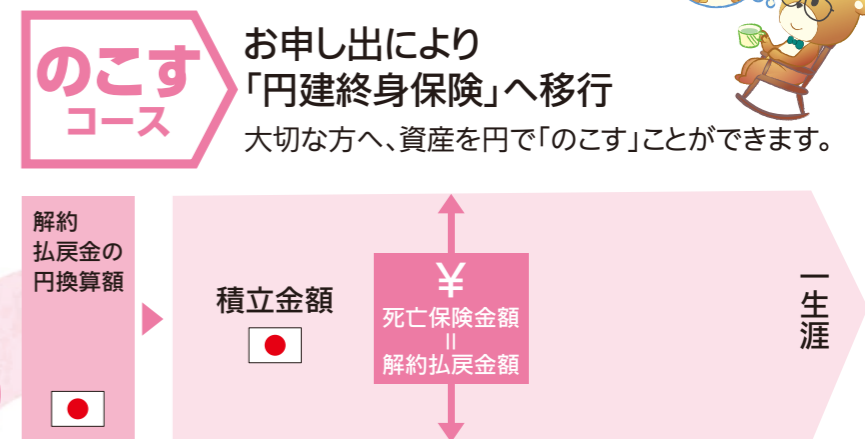 のこす
コース
お申し出により
「円建終身保険」へ移行
大切な方へ、資産を円で「のこす」ことができます。
解約
払戻金の
円換算額
積立金額
¥
死亡保険金額
=
解約払戻金額
一生涯